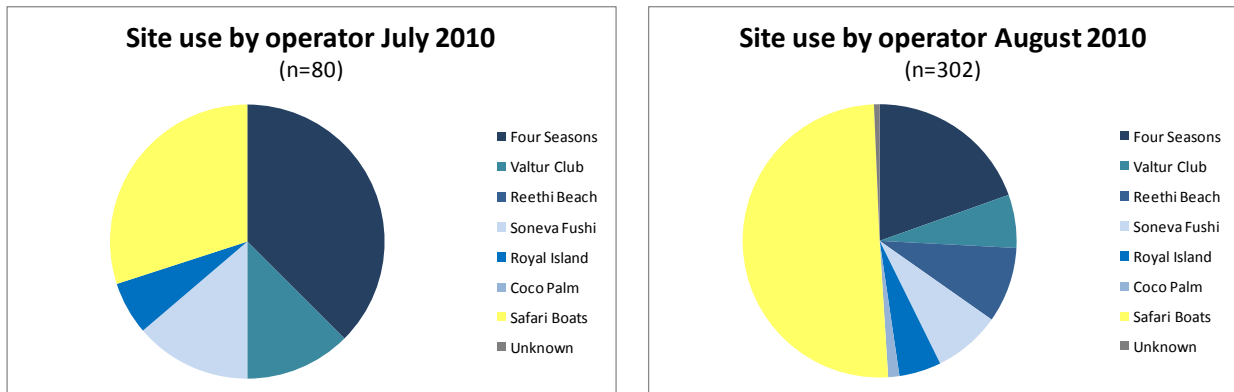 Site use by operator July 2010
(n=80)
Four Seasons
Valtur Club
Reethi Beach
Soneva Fushi
Royal Island
Coco Palm
Safari Boats
Unknown
Site use by operator August 2010
(n=302)
Four Seasons
Valtur Club
Reethi Beach
Soneva Fushi
Royal Island
Coco Palm
Safari Boats
Unknown